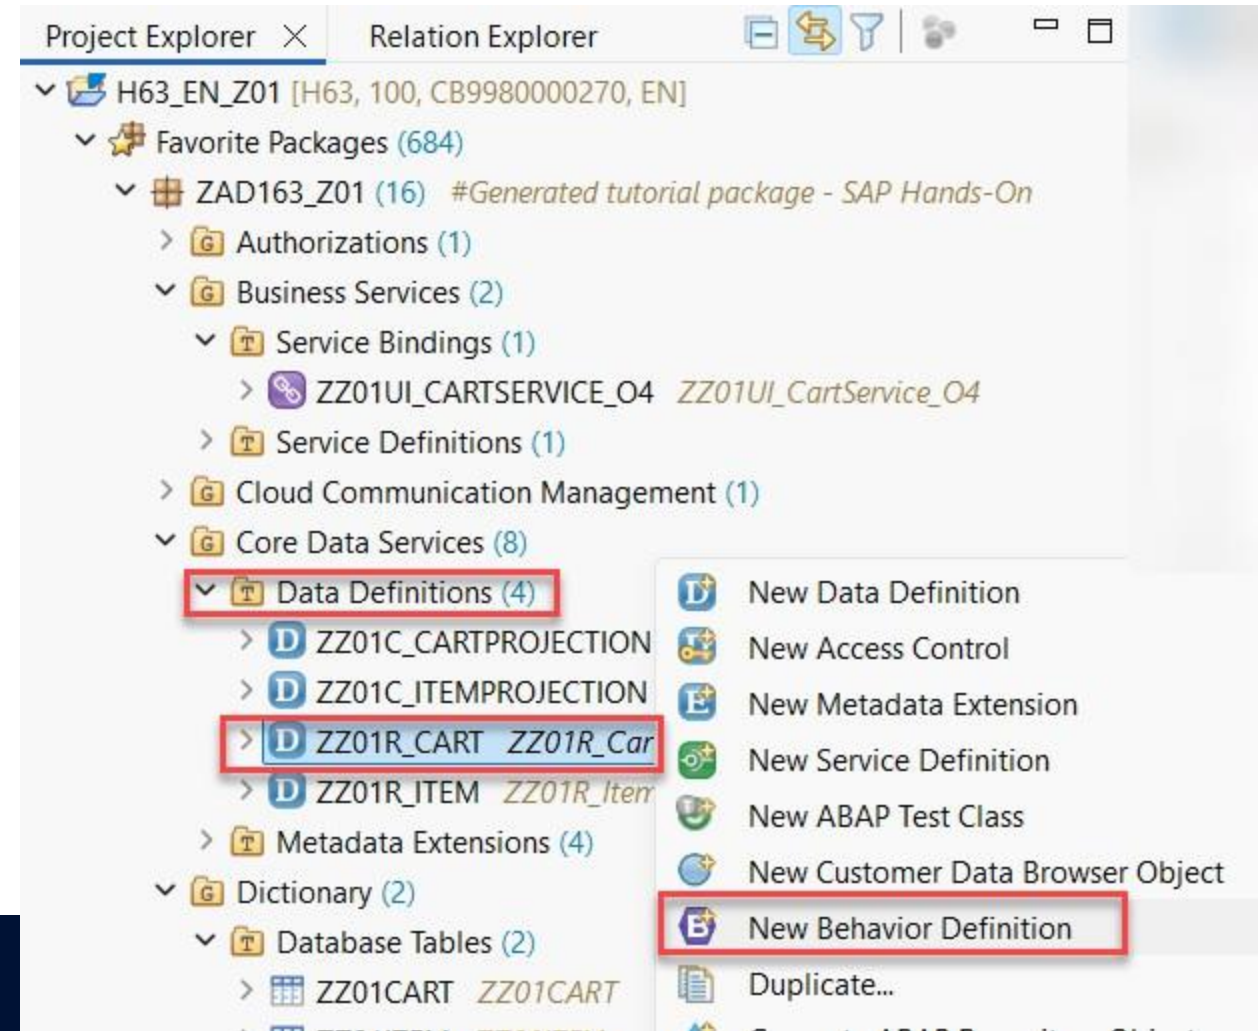 Project Explorer Relation Explorer
H63_EN_Z01 [H63, 100, CB9980000270, EN]
Favorite Packages (684)
ZAD163_Z01 (16) #Generated tutorial package - SAP Hands-On
G Authorizations (1)
G Business Services (2)
T Service Bindings (1)
ZZ01UI_CARTSERVICE_O4 ZZ01UI_CartService_O4
T Service Definitions (1)
G Cloud Communication Management (1)
G Core Data Services (8)
T Data Definitions (4)
D ZZ01C_CARTPROJECTION
D ZZ01C_ITEMPROJECTION
D ZZ01R_CART ZZ01R_Car
D ZZ01R_ITEM ZZ01R_Item
T Metadata Extensions (4)
G Dictionary (2)
T Database Tables (2)
ZZ01CART ZZ01CART
D New Data Definition
New Access Control
E New Metadata Extension
New Service Definition
New ABAP Test Class
New Customer Data Browser Object
B New Behavior Definition
Duplicate...